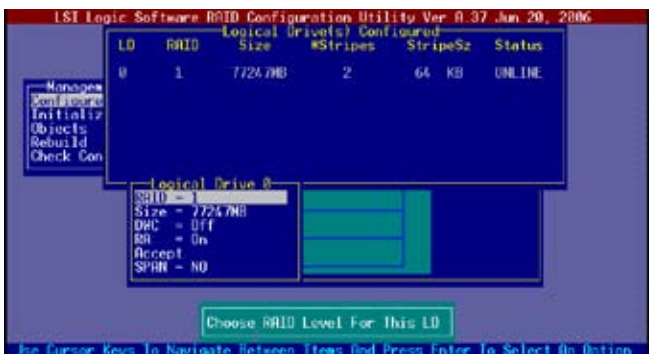 LSI Logic Software RAID Configuration Utility Ver A.37 Jun 20, 2006
Logical Drive(s) Configured
LD RAID Size #Stripes StripeSz Status
0 1 77247MB 2 64 KB ONLINE
Managem
Configure
Initializ
Objects
Rebuild
Check Con
Logical Drive 0
RAID = 1
Size = 77247MB
DWC = Off
RA = On
Accept
SPAN = NO
Choose RAID Level For This LD
Use Cursor Keys To Navigate Between Items And Press Enter To Select An Option